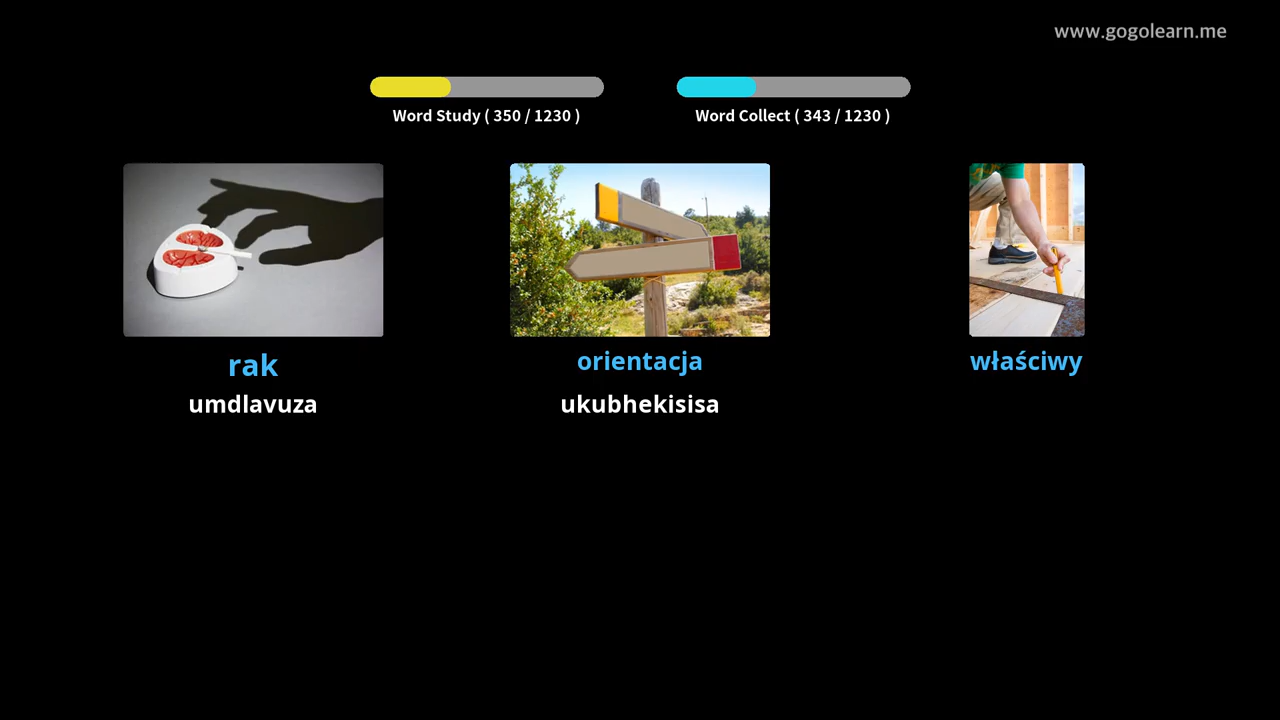 www.gogolearn.me
Word Study ( 350 / 1230 )
Word Collect ( 343 / 1230 )
rak
orientacja
właściwy
umdlavuza
ukubhekisisa